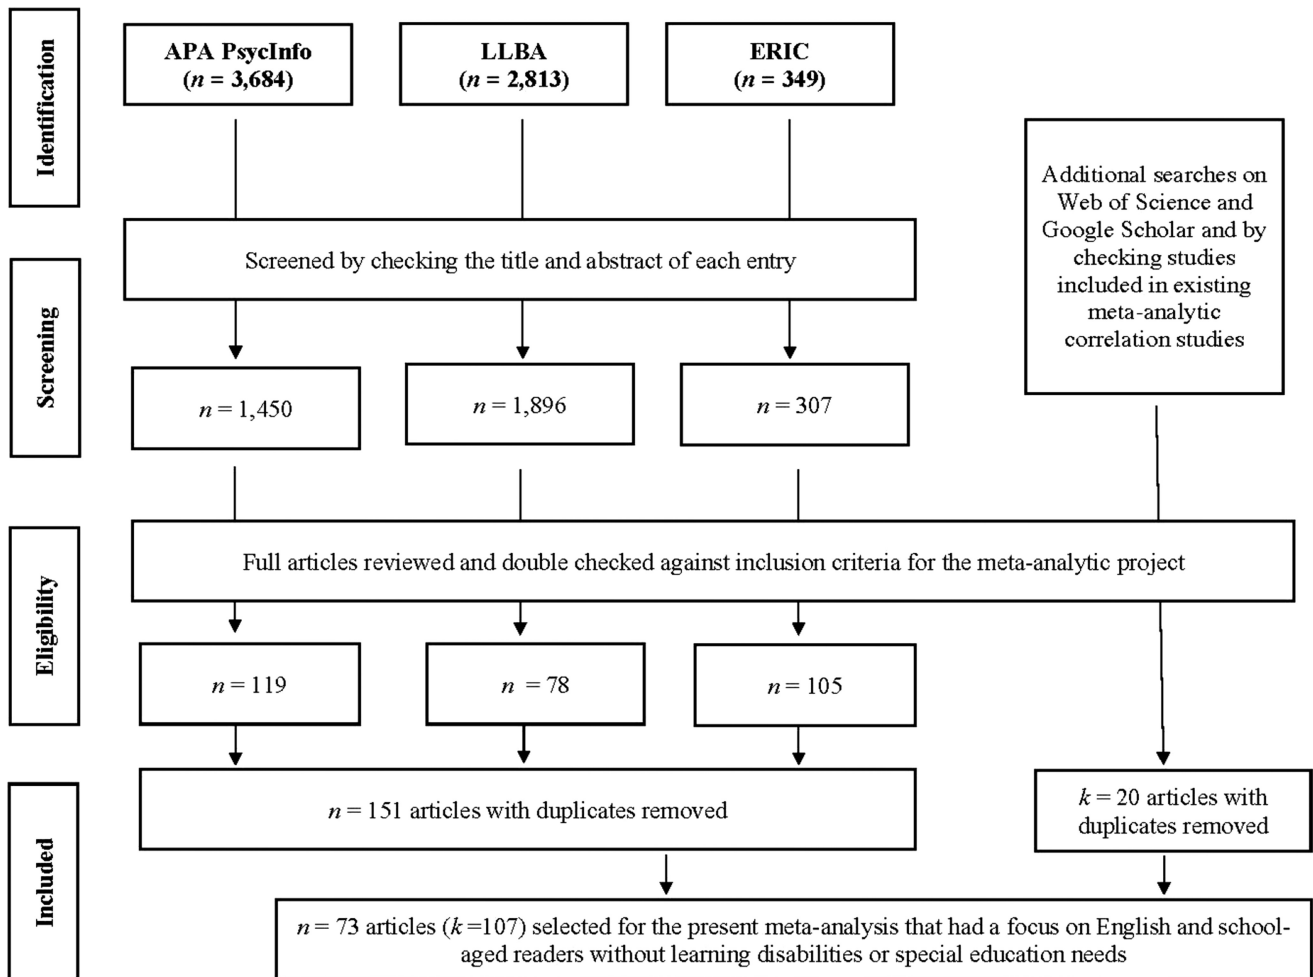 Identification
APA PsycInfo
(n = 3,684)
LLBA
(n = 2,813)
ERIC
(n = 349)
Additional searches on
Web of Science and
Google Scholar and by
checking studies
included in existing
meta-analytic
correlation studies
Screened by checking the title and abstract of each entry
Screening
n = 1,450
n = 1,896
n = 307
Full articles reviewed and double checked against inclusion criteria for the meta-analytic project
Eligibility
n = 119
n = 78
n = 105
n = 151 articles with duplicates removed
k = 20 articles with
duplicates removed
Included
n = 73 articles (k =107) selected for the present meta-analysis that had a focus on English and school-
aged readers without learning disabilities or special education needs